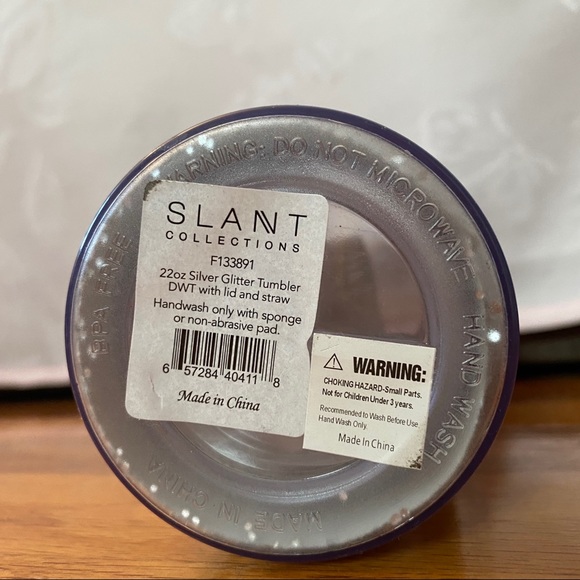 WARNING: DO NOT MICROWAVE
HAND WASH
MADE IN CHINA
BPA FREE
SLANT
COLLECTIONS
F133891
22oz Silver Glitter Tumbler
DWT with lid and straw
Handwash only with sponge
or non-abrasive pad.
6 57284 40411 8
Made in China
WARNING:
CHOKING HAZARD-Small Parts.
Not for Children Under 3 years.
Recommended to Wash Before Use
Hand Wash Only.
Made In China